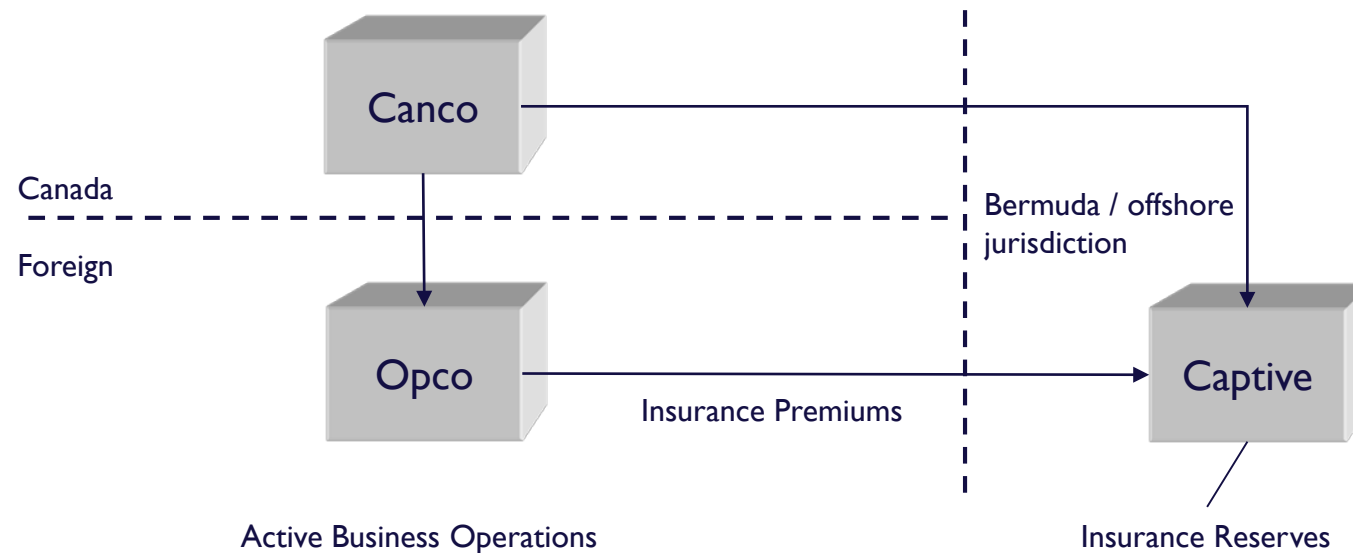 Canco
Canada
Foreign
Bermuda / offshore
jurisdiction
Opco
Insurance Premiums
Captive
Active Business Operations
Insurance Reserves